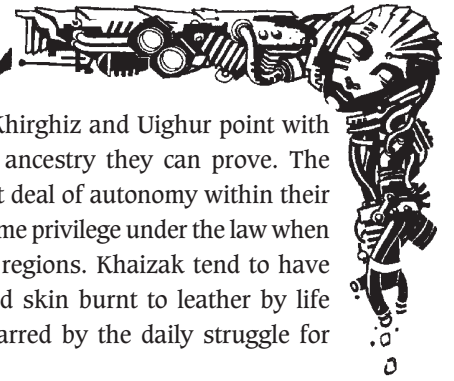 Khirghiz and Uighur point with
ancestry they can prove. The
t deal of autonomy within their
me privilege under the law when
regions. Khaizak tend to have
d skin burnt to leather by life
arred by the daily struggle for